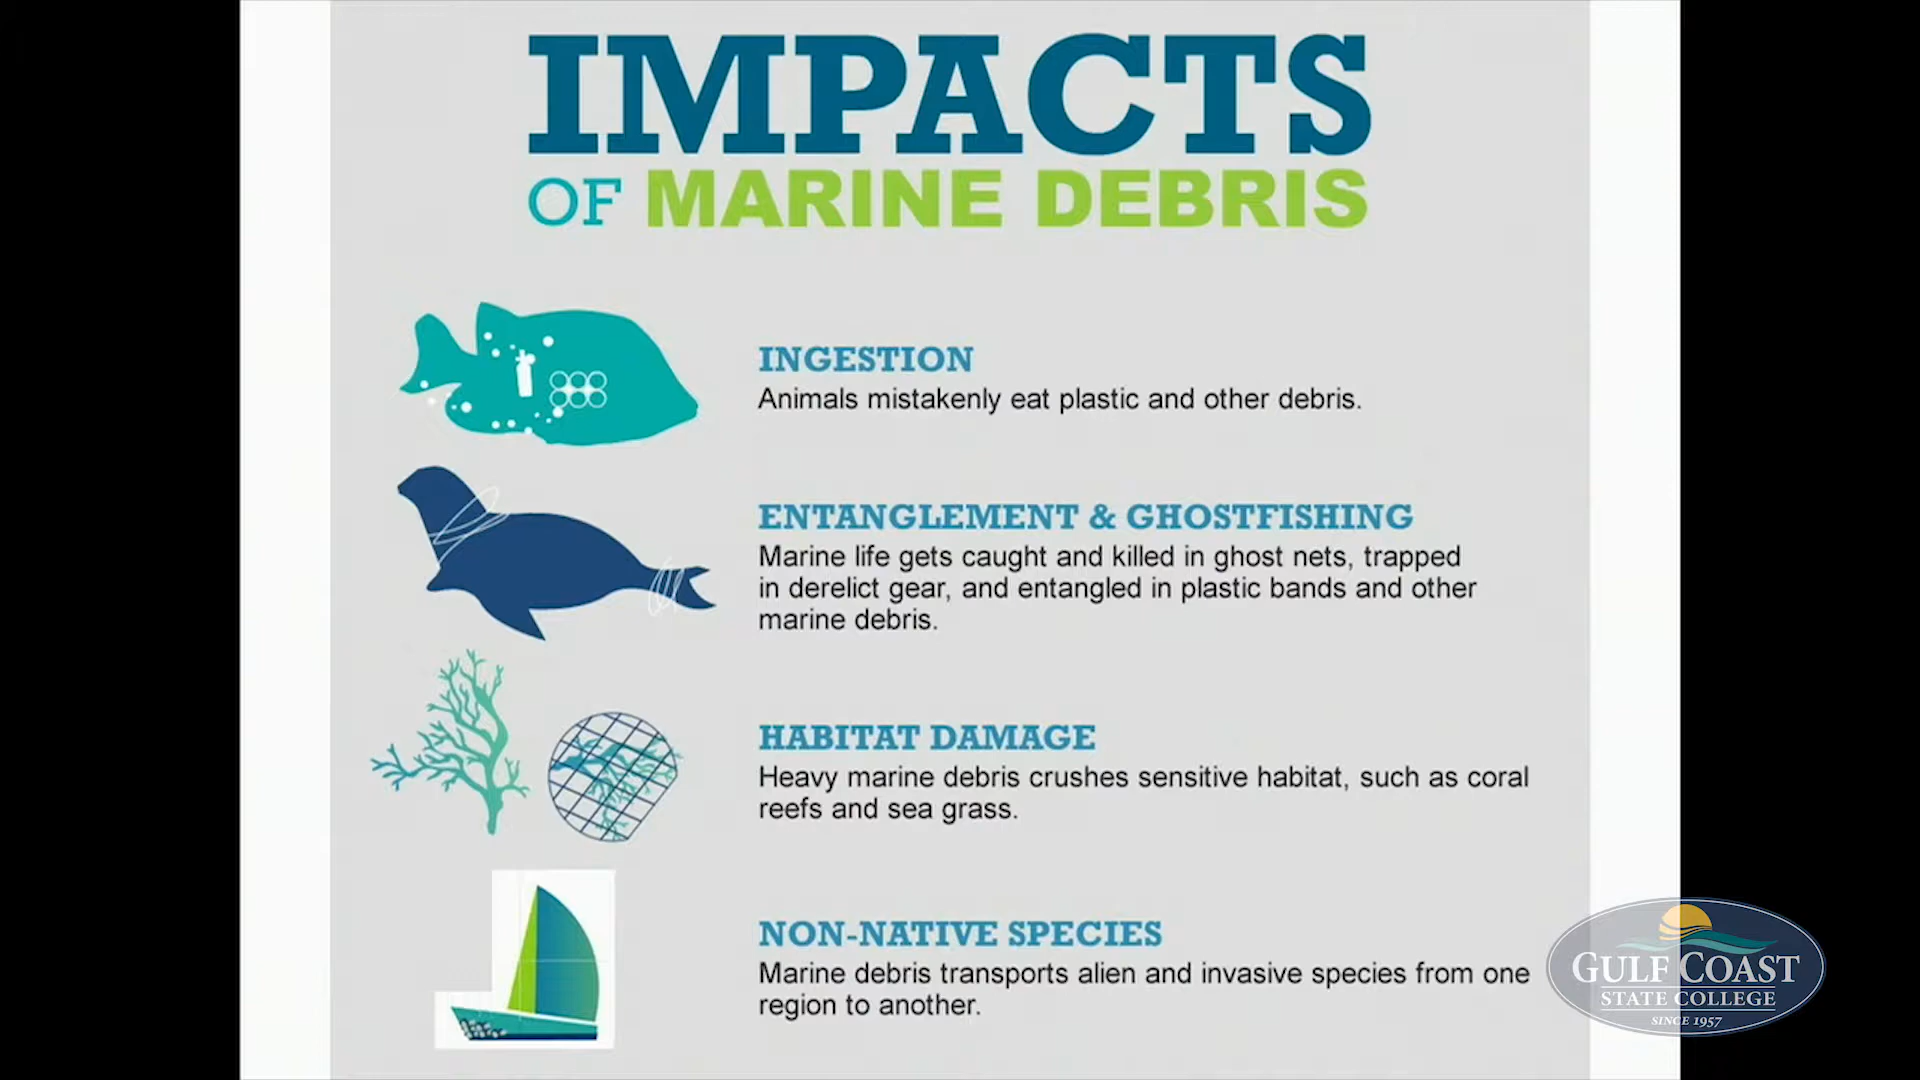 IMPACTS
OF MARINE DEBRIS
INGESTION
Animals mistakenly eat plastic and other debris.
ENTANGLEMENT & GHOSTFISHING
Marine life gets caught and killed in ghost nets, trapped
in derelict gear, and entangled in plastic bands and other
marine debris.
HABITAT DAMAGE
Heavy marine debris crushes sensitive habitat, such as coral
reefs and sea grass.
NON-NATIVE SPECIES
Marine debris transports alien and invasive species from one
region to another.
GULF COAST
STATE COLLEGE
SINCE 1957